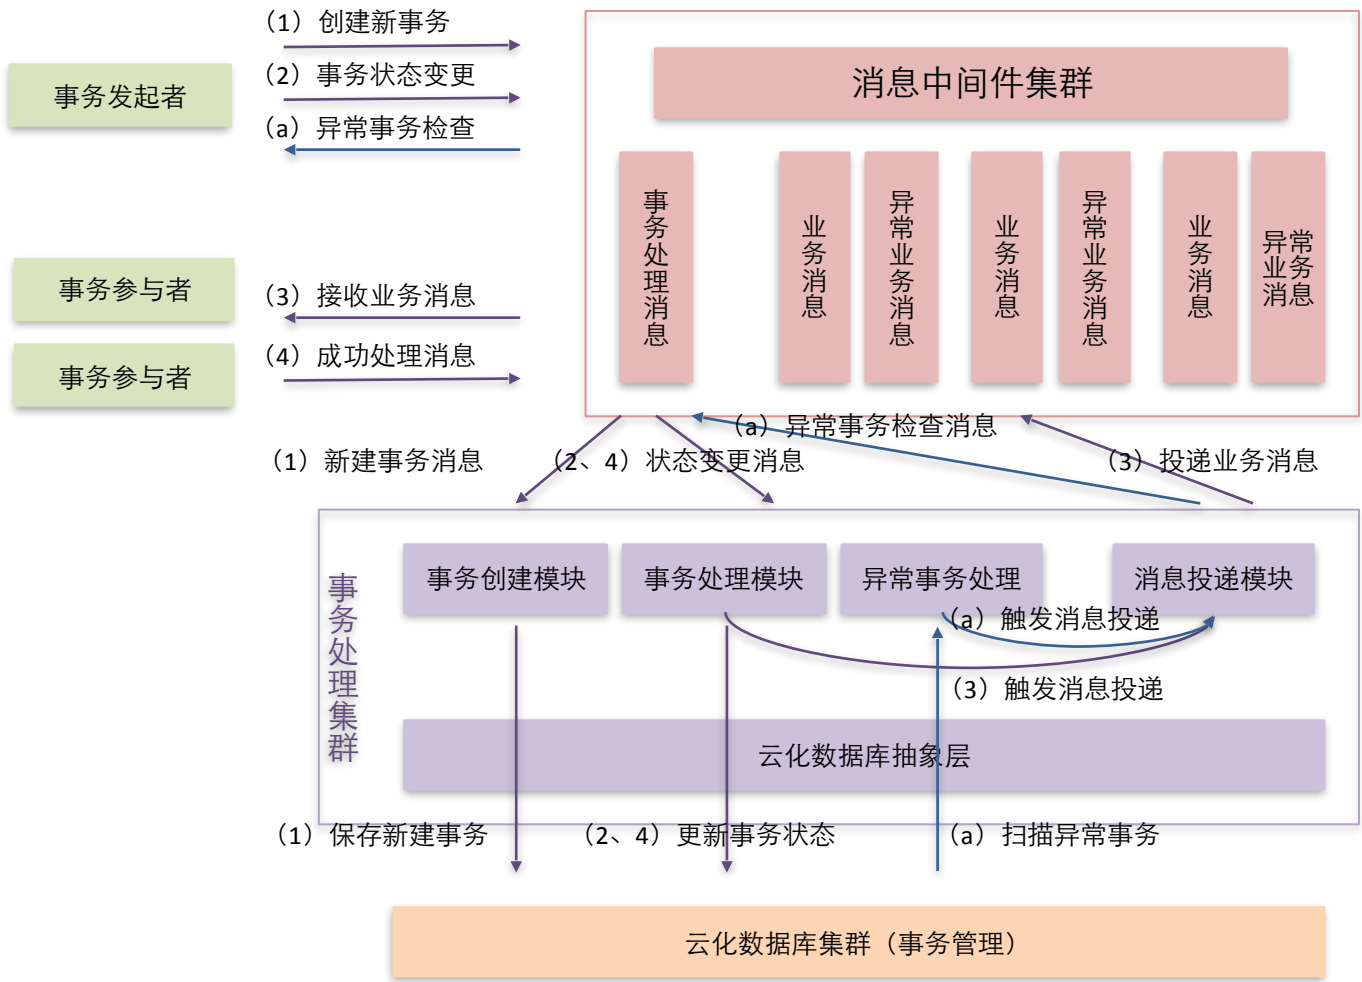 （1）创建新事务
（2）事务状态变更
（a）异常事务检查
事务发起者
消息中间件集群
事务处理消息
业务消息
异常业务消息
业务消息
异常业务消息
业务消息
异常
业务
消息
事务参与者
（3）接收业务消息
（4）成功处理消息
事务参与者
（a）异常事务检查消息
（1）新建事务消息
（2、4）状态变更消息
（3）投递业务消息
事务处理集群
事务创建模块
事务处理模块
异常事务处理
消息投递模块
（a）触发消息投递
（3）触发消息投递
云化数据库抽象层
（1）保存新建事务
（2、4）更新事务状态
（a）扫描异常事务
云化数据库集群（事务管理）